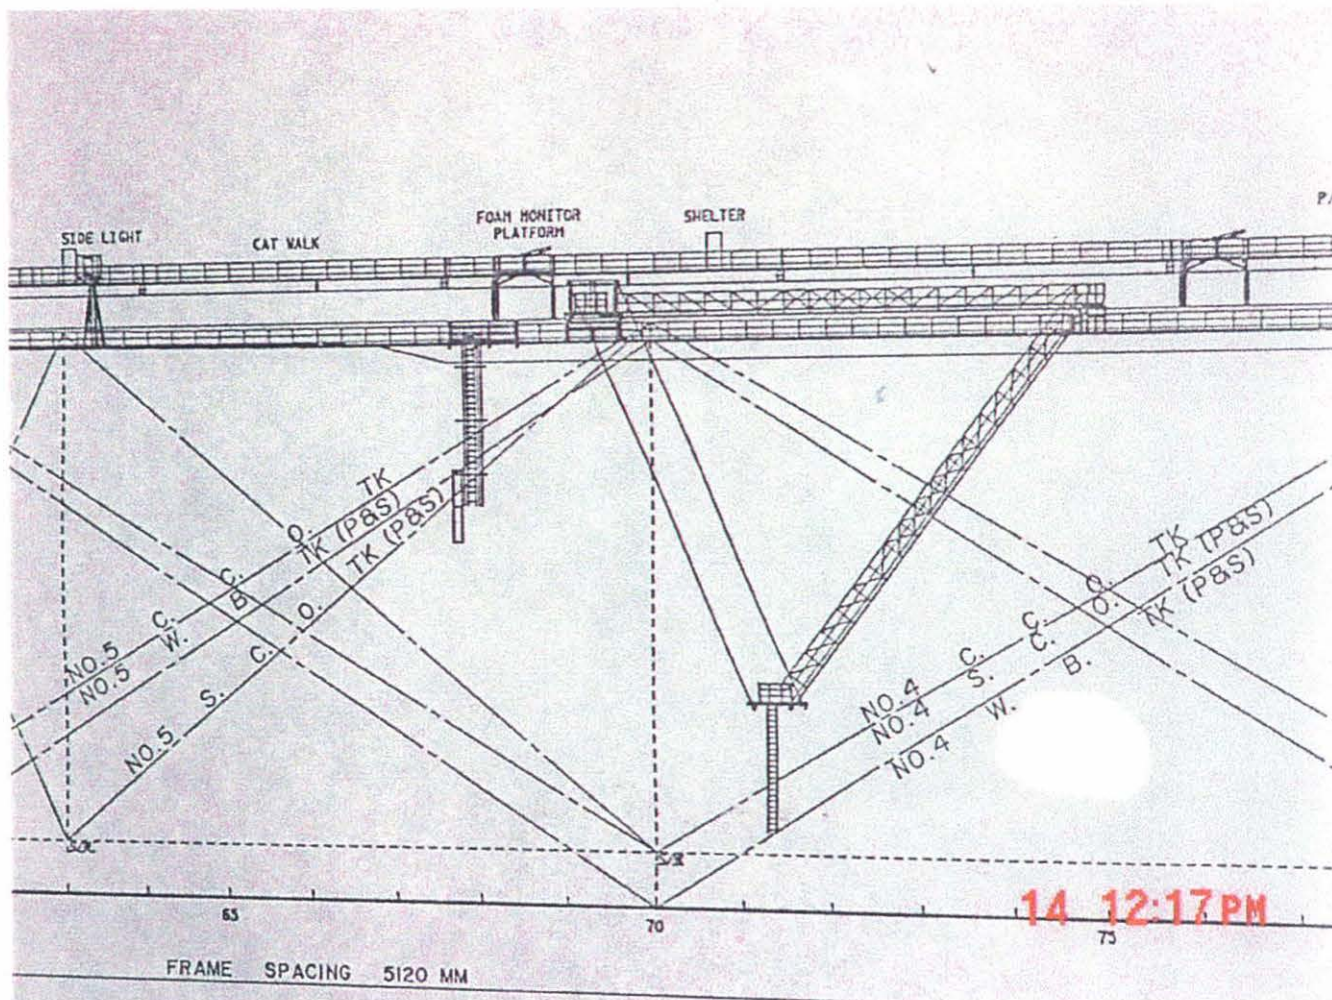 P.
SIDE LIGHT
CAT WALK
FOAM MONITOR
PLATFORM
SHELTER
NO.5 C. O. TK
NO.5 W. B. TK (P&S)
NO.5 S. C. O. TK (P&S)
NO.4 C. C. O. TK
NO.4 S. C. O. TK (P&S)
NO.4 W. B. TK (P&S)
65
70
75
14 12:17PM
FRAME SPACING 5120 MM